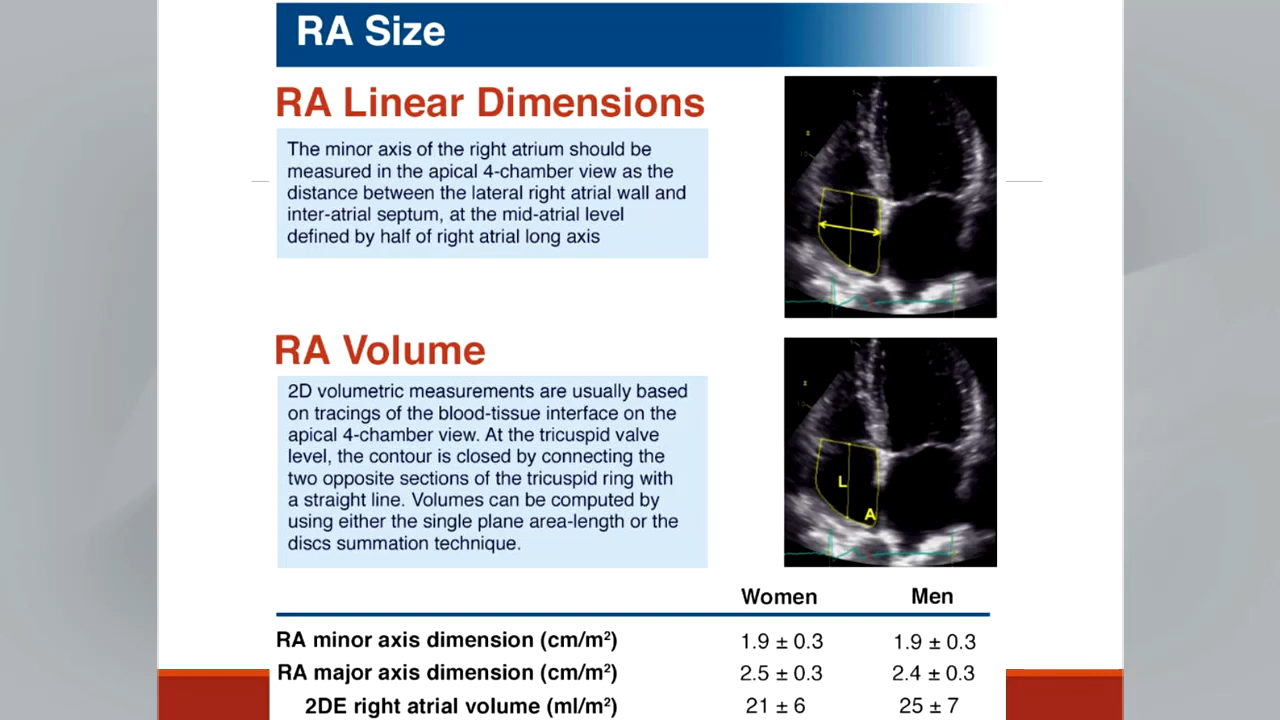 RA Size
RA Linear Dimensions
The minor axis of the right atrium should be
measured in the apical 4-chamber view as the
distance between the lateral right atrial wall and
inter-atrial septum, at the mid-atrial level
defined by half of right atrial long axis
RA Volume
2D volumetric measurements are usually based
on tracings of the blood-tissue interface on the
apical 4-chamber view. At the tricuspid valve
level, the contour is closed by connecting the
two opposite sections of the tricuspid ring with
a straight line. Volumes can be computed by
using either the single plane area-length or the
discs summation technique.
L
A
Women Men
RA minor axis dimension (cm/m²) 1.9 ± 0.3 1.9 ± 0.3
RA major axis dimension (cm/m²) 2.5 ± 0.3 2.4 ± 0.3
2DE right atrial volume (ml/m²) 21 ± 6 25 ± 7